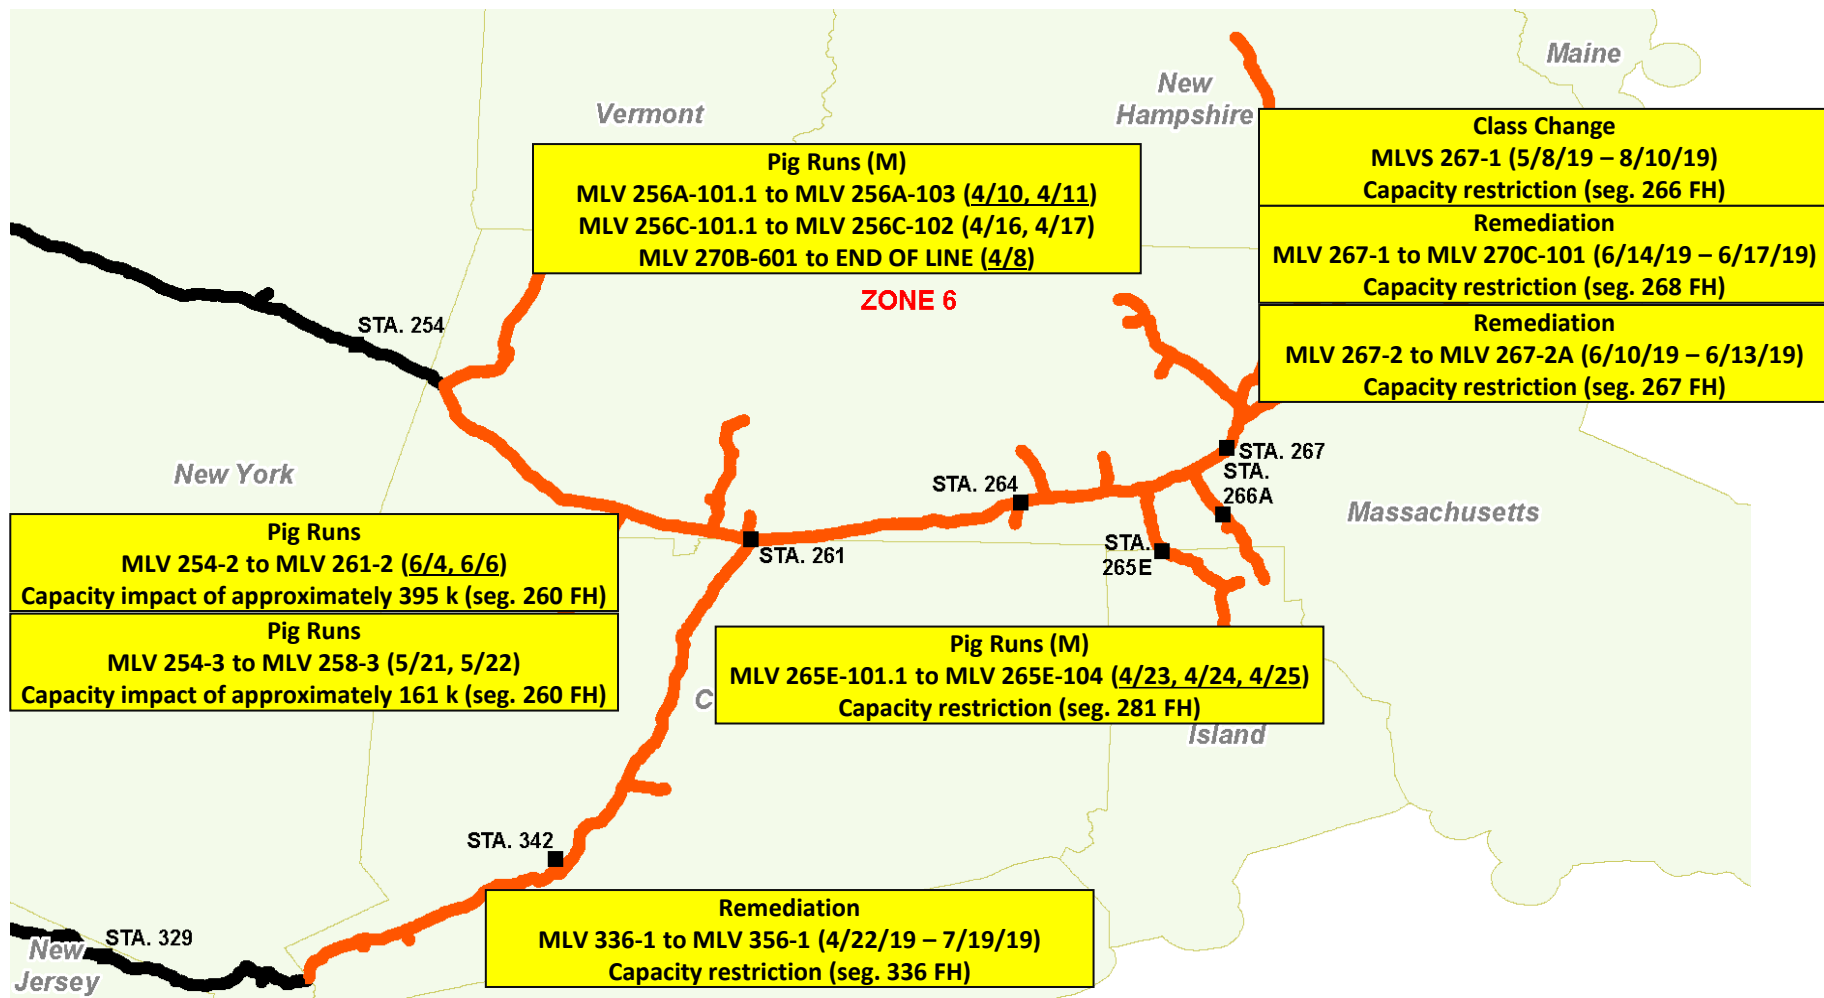 Maine
New
Hampshire
Vermont
Class Change
MLVS 267-1 (5/8/19 – 8/10/19)
Capacity restriction (seg. 266 FH)
Remediation
MLV 267-1 to MLV 270C-101 (6/14/19 – 6/17/19)
Capacity restriction (seg. 268 FH)
Remediation
MLV 267-2 to MLV 267-2A (6/10/19 – 6/13/19)
Capacity restriction (seg. 267 FH)
Pig Runs (M)
MLV 256A-101.1 to MLV 256A-103 (4/10, 4/11)
MLV 256C-101.1 to MLV 256C-102 (4/16, 4/17)
MLV 270B-601 to END OF LINE (4/8)
ZONE 6
STA. 254
New York
STA. 267
STA.
266A
STA. 264
Massachusetts
STA. 261
STA.
265E
Pig Runs
MLV 254-2 to MLV 261-2 (6/4, 6/6)
Capacity impact of approximately 395 k (seg. 260 FH)
Pig Runs
MLV 254-3 to MLV 258-3 (5/21, 5/22)
Capacity impact of approximately 161 k (seg. 260 FH)
Pig Runs (M)
MLV 265E-101.1 to MLV 265E-104 (4/23, 4/24, 4/25)
Capacity restriction (seg. 281 FH)
C
Island
STA. 342
Remediation
MLV 336-1 to MLV 356-1 (4/22/19 – 7/19/19)
Capacity restriction (seg. 336 FH)
STA. 329
New
Jersey